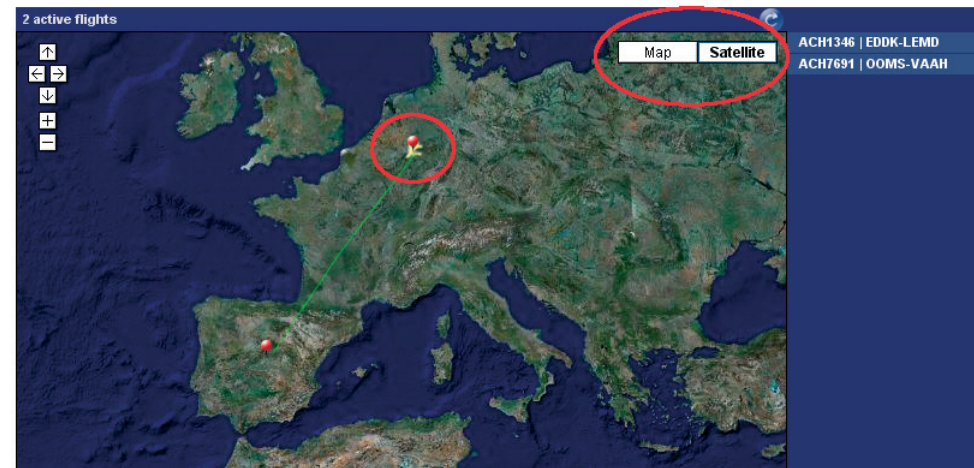 2 active flights
Map
Satellite
ACH1346 | EDDK-LEMD
ACH7691 | OOMS-VAAH